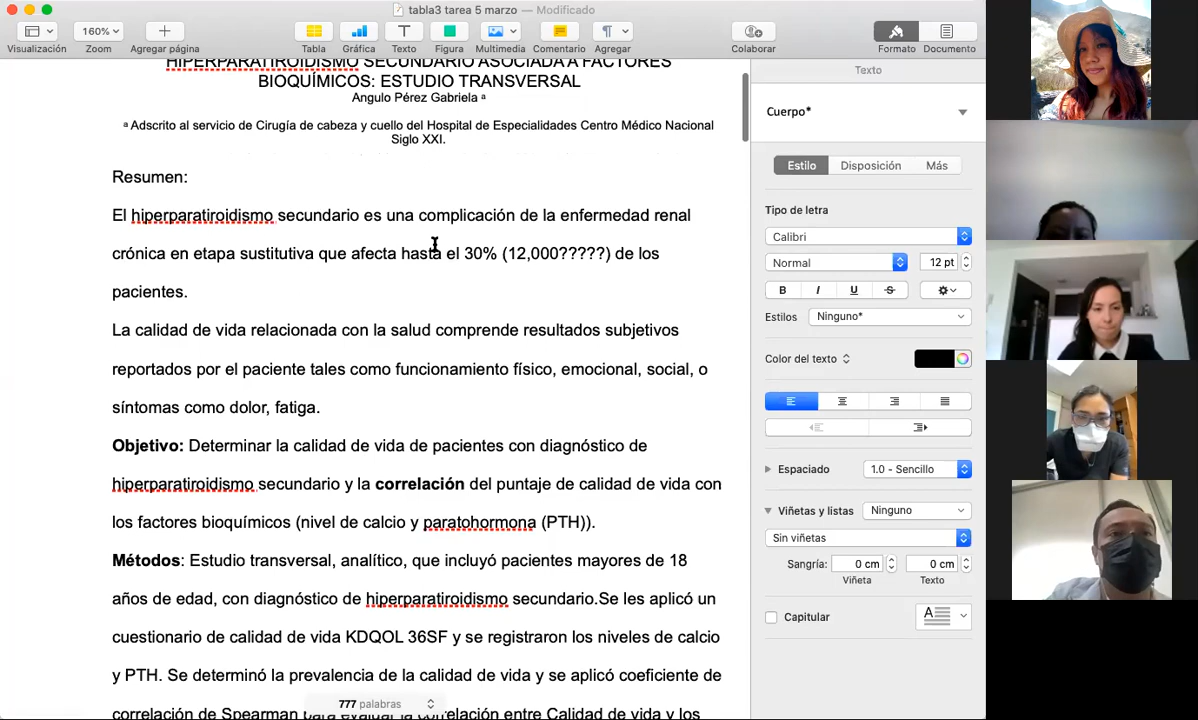 tabla3 tarea 5 marzo — Modificado
160%
Visualización Zoom Agregar página Tabla Gráfica Texto Figura Multimedia Comentario Agregar Colaborar Formato Documento
HIPERPARATIROIDISMO SECUNDARIO ASOCIADA A FACTORES
BIOQUÍMICOS: ESTUDIO TRANSVERSAL
Angulo Pérez Gabriela ª
ª Adscrito al servicio de Cirugía de cabeza y cuello del Hospital de Especialidades Centro Médico Nacional
Siglo XXI.
Resumen:
El hiperparatiroidismo secundario es una complicación de la enfermedad renal
crónica en etapa sustitutiva que afecta hasta el 30% (12,000?????) de los
pacientes.
La calidad de vida relacionada con la salud comprende resultados subjetivos
reportados por el paciente tales como funcionamiento físico, emocional, social, o
síntomas como dolor, fatiga.
Objetivo: Determinar la calidad de vida de pacientes con diagnóstico de
hiperparatiroidismo secundario y la correlación del puntaje de calidad de vida con
los factores bioquímicos (nivel de calcio y paratohormona (PTH)).
Métodos: Estudio transversal, analítico, que incluyó pacientes mayores de 18
años de edad, con diagnóstico de hiperparatiroidismo secundario.Se les aplicó un
cuestionario de calidad de vida KDQOL 36SF y se registraron los niveles de calcio
y PTH. Se determinó la prevalencia de la calidad de vida y se aplicó coeficiente de
correlación de Spearman para evaluar la correlación entre Calidad de vida y los
777 palabras
Texto
Cuerpo*
Estilo Disposición Más
Tipo de letra
Calibri
Normal 12 pt
B I U S
Estilos Ninguno*
Color del texto
Espaciado 1.0 - Sencillo
Viñetas y listas Ninguno
Sin viñetas
Sangría: 0 cm 0 cm
Viñeta Texto
Capitular A